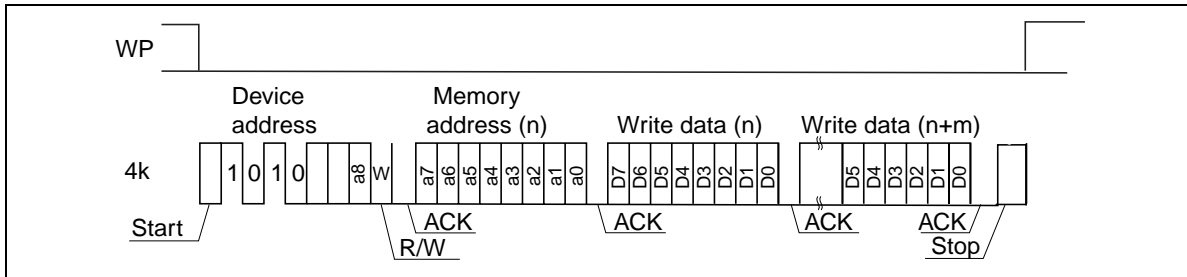 WP
Device address
Memory address (n)
Write data (n)
Write data (n+m)
4k
1 0 1 0 a8 W
a7 a6 a5 a4 a3 a2 a1 a0
D7 D6 D5 D4 D3 D2 D1 D0
D5 D4 D3 D2 D1 D0
Start
R/W
ACK
ACK
ACK
ACK
Stop